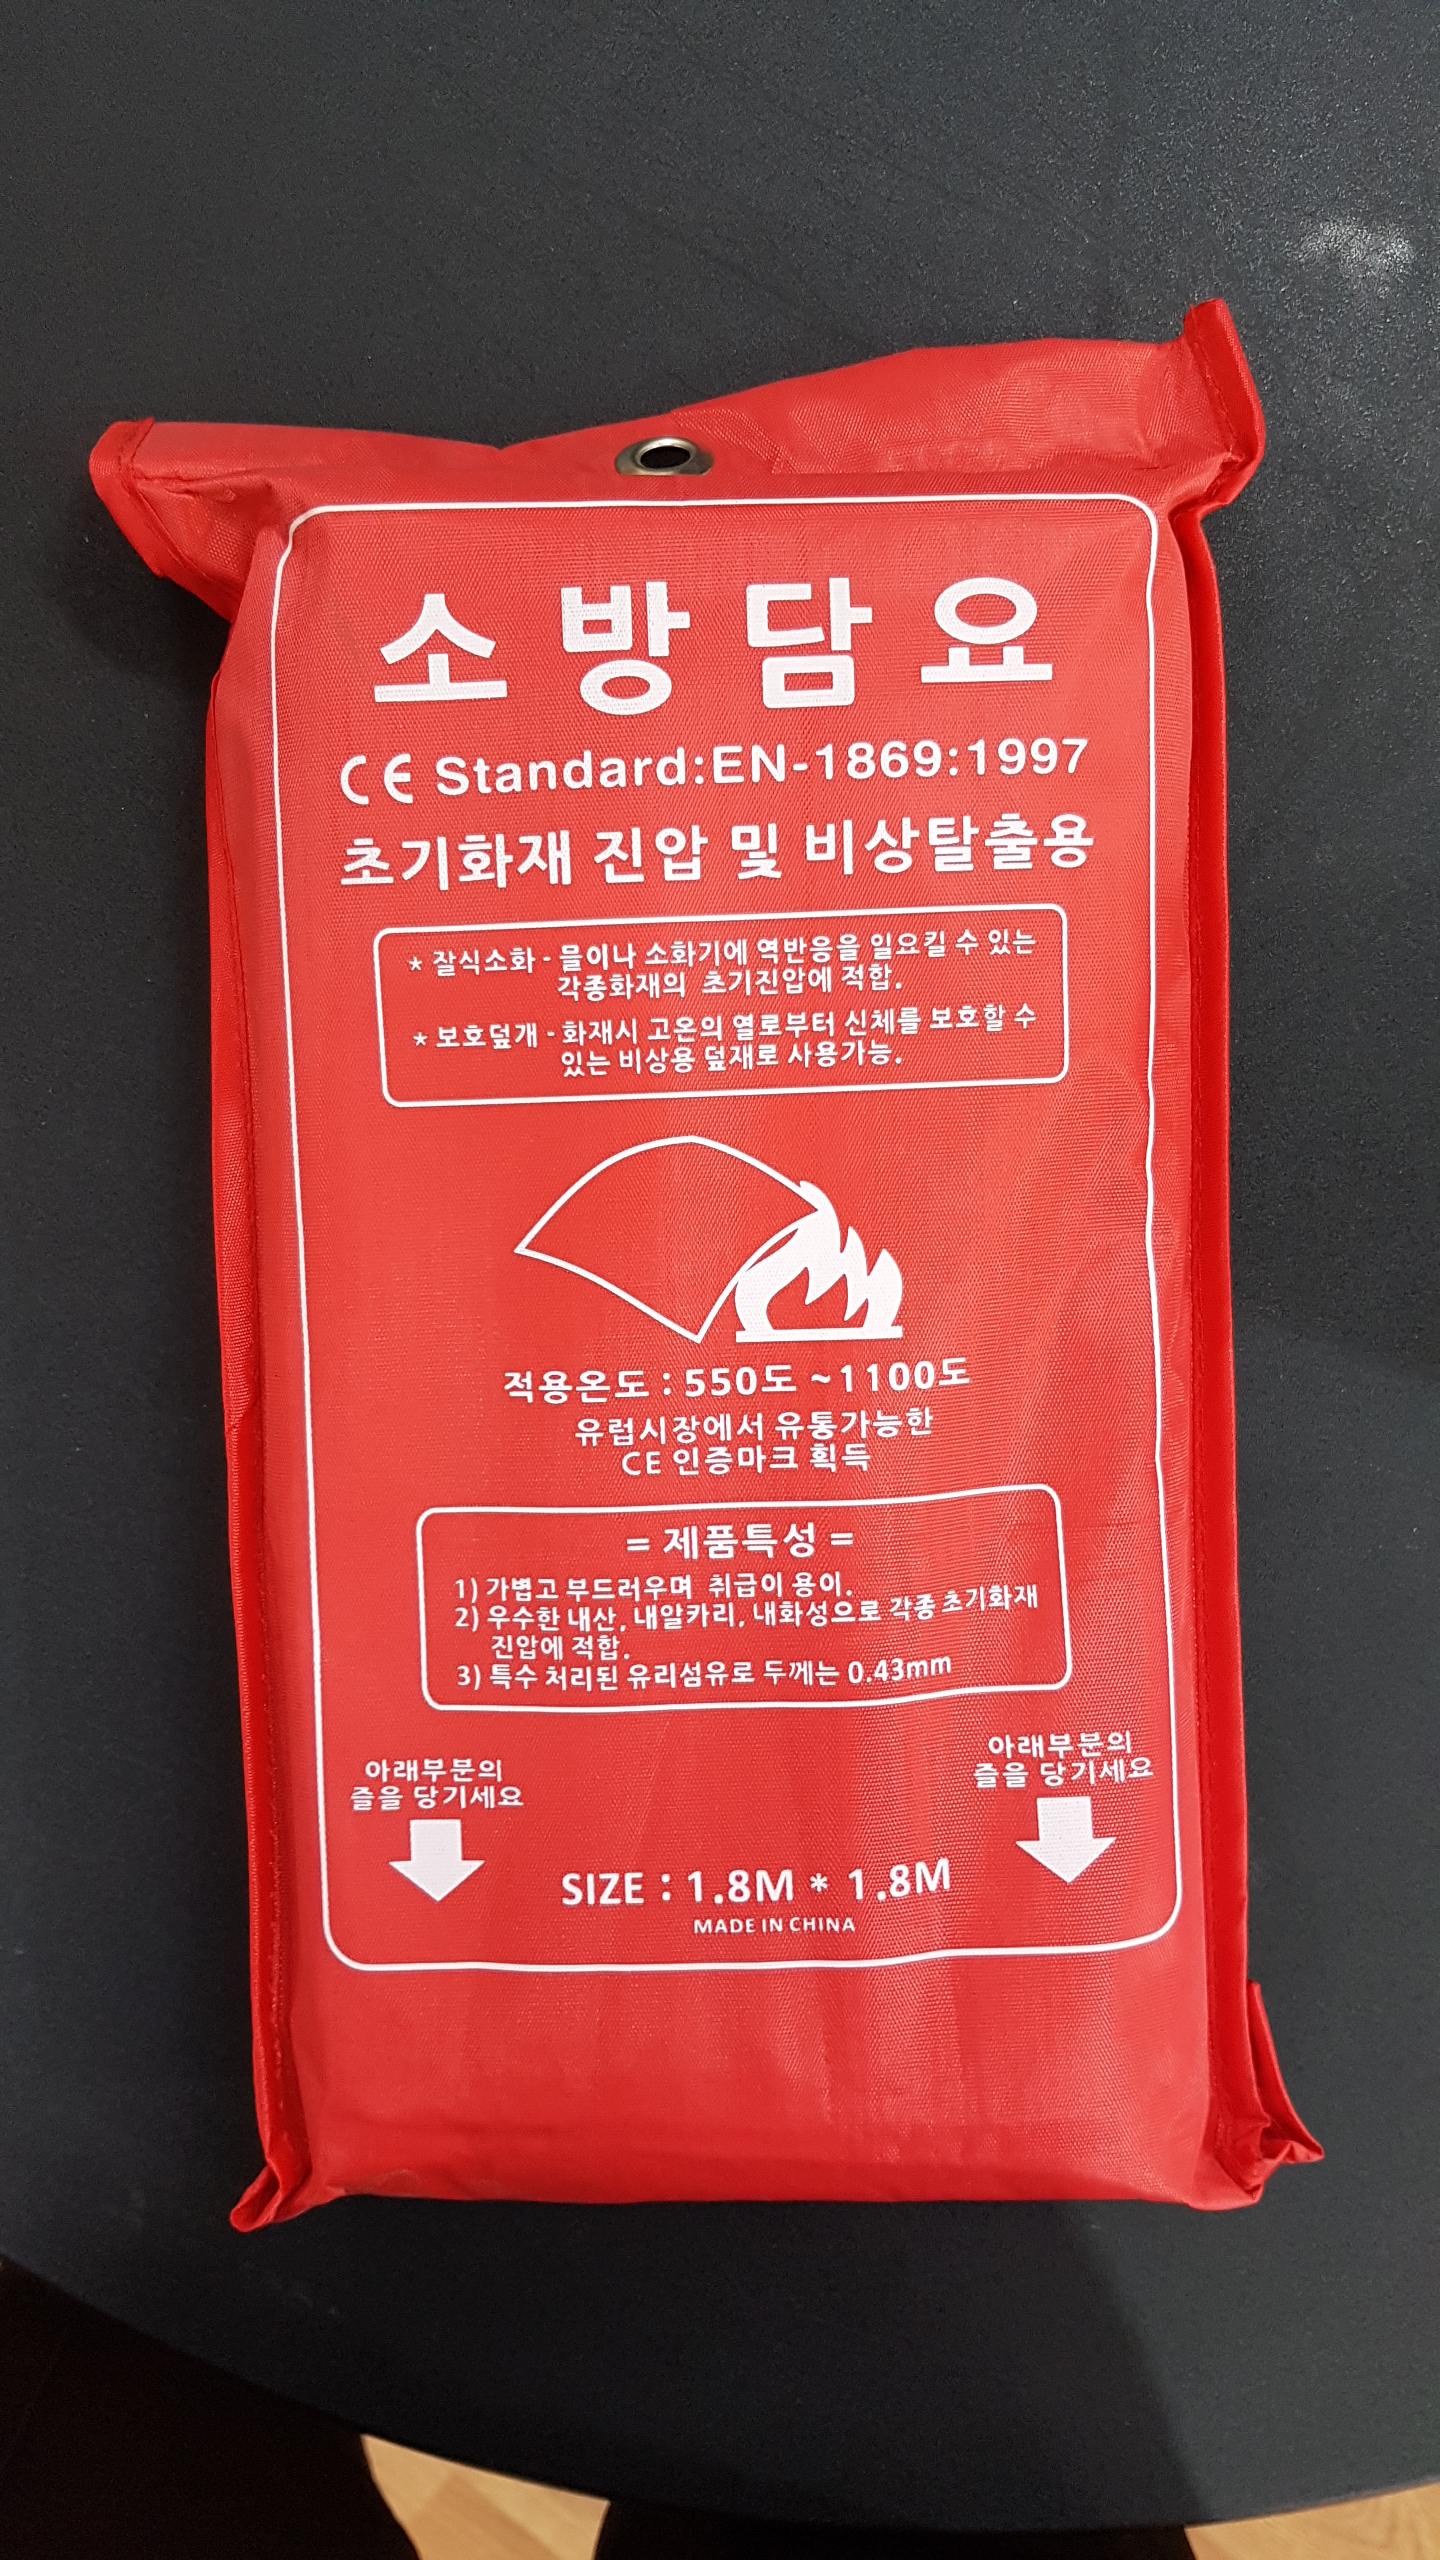 소방담요
CE Standard:EN-1869:1997
초기화재 진압 및 비상탈출용
* 잘식소화 - 믈이나 소화기에 역반응을 일요킬 수 있는
각종화재의 초기진압에 적합.
* 보호덮개 - 화재시 고온의 열로부터 신체를 보호할 수
있는 비상용 덮재로 사용가능.
적용온도 : 550도 ~1100도
유럽시장에서 유통가능한
CE 인증마크 획득
= 제품특성 =
1) 가볍고 부드러우며 취급이 용이.
2) 우수한 내산, 내알카리, 내화성으로 각종 초기화재
진압에 적합.
3) 특수 처리된 유리섬유로 두께는 0.43mm
아래부분의
즐을 당기세요
아래부분의
즐을 당기세요
SIZE : 1.8M * 1.8M
MADE IN CHINA